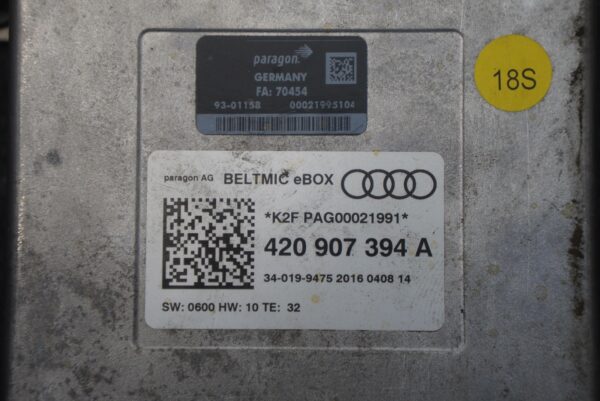 paragon
GERMANY
FA: 70454
93-01158 00021995104
18S
paragon AG BELTMIC eBOX
*K2F PAG00021991*
420 907 394 A
34-019-9475 2016 0408 14
SW: 0600 HW: 10 TE: 32